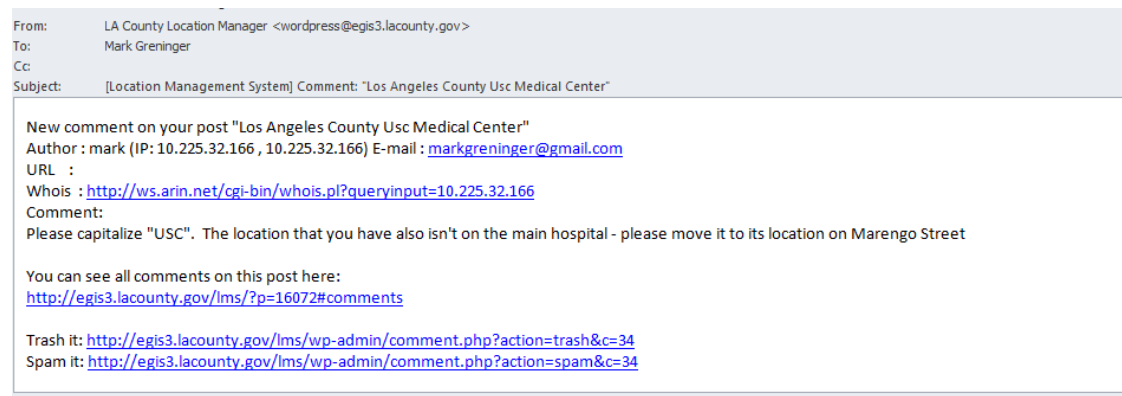 From: LA County Location Manager <wordpress@egis3.lacounty.gov>
To: Mark Greninger
Cc:
Subject: [Location Management System] Comment: "Los Angeles County Usc Medical Center"
New comment on your post "Los Angeles County Usc Medical Center"
Author : mark (IP: 10.225.32.166 , 10.225.32.166) E-mail : markgreninger@gmail.com
URL :
Whois : http://ws.arin.net/cgi-bin/whois.pl?queryinput=10.225.32.166
Comment:
Please capitalize "USC". The location that you have also isn't on the main hospital - please move it to its location on Marengo Street
You can see all comments on this post here:
http://egis3.lacounty.gov/lms/?p=16072#comments
Trash it: http://egis3.lacounty.gov/lms/wp-admin/comment.php?action=trash&c=34
Spam it: http://egis3.lacounty.gov/lms/wp-admin/comment.php?action=spam&c=34